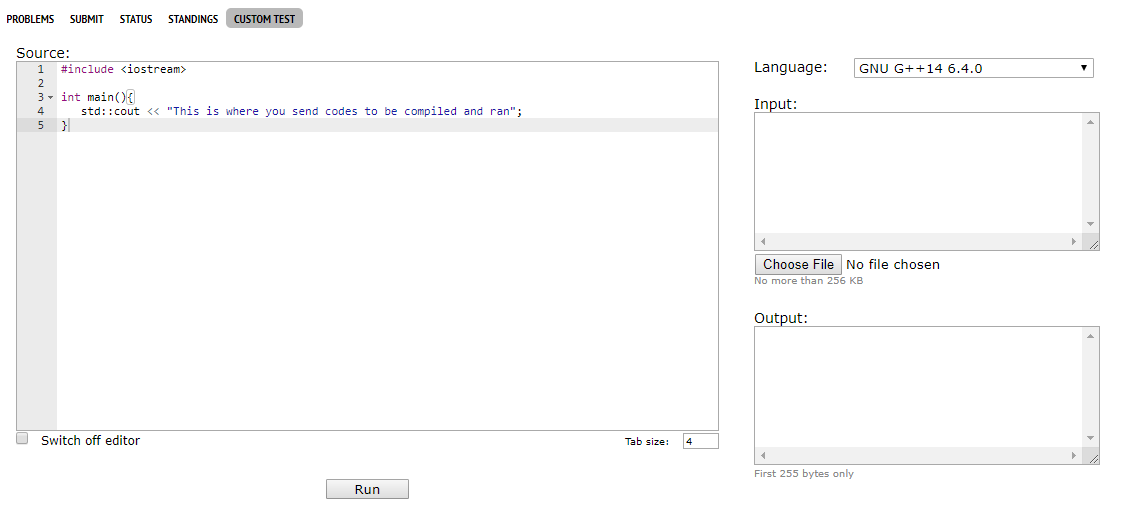 PROBLEMS SUBMIT STATUS STANDINGS CUSTOM TEST
Source:
1 #include <iostream>
2
3 int main(){
4 std::cout << "This is where you send codes to be compiled and ran";
5 }
Switch off editor
Tab size: 4
Run
Language: GNU G++14 6.4.0
Input:
Choose File No file chosen
No more than 256 KB
Output:
First 255 bytes only